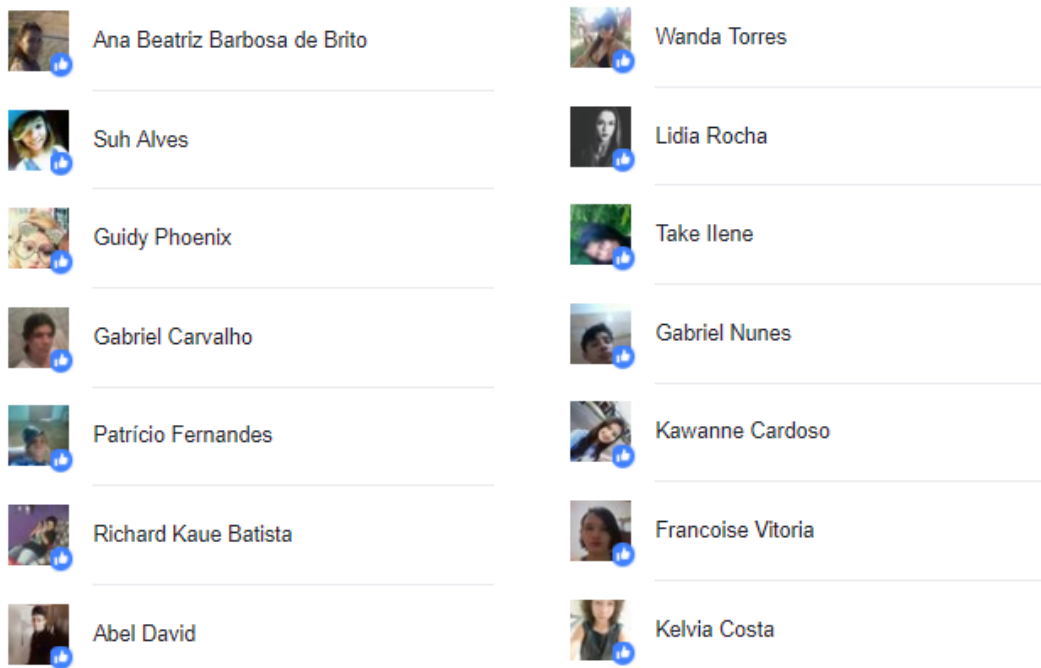 Ana Beatriz Barbosa de Brito
Suh Alves
Guidy Phoenix
Gabriel Carvalho
Patrício Fernandes
Richard Kaue Batista
Abel David
Wanda Torres
Lidia Rocha
Take Ilene
Gabriel Nunes
Kawanne Cardoso
Francoise Vitoria
Kelvia Costa